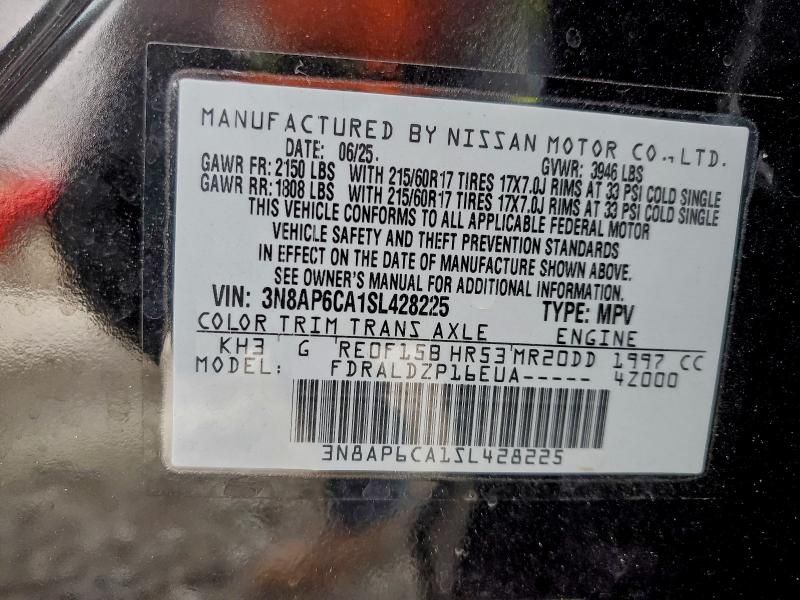 MANUFACTURED BY NISSAN MOTOR CO., LTD.
DATE: 06/25. GVWR: 3946 LBS
GAWR FR: 2150 LBS WITH 215/60R17 TIRES 17X7.0J RIMS AT 33 PSI COLD SINGLE
GAWR RR: 1808 LBS WITH 215/60R17 TIRES 17X7.0J RIMS AT 33 PSI COLD SINGLE
THIS VEHICLE CONFORMS TO ALL APPLICABLE FEDERAL MOTOR
VEHICLE SAFETY AND THEFT PREVENTION STANDARDS
IN EFFECT ON THE DATE OF MANUFACTURE SHOWN ABOVE.
SEE OWNER'S MANUAL FOR ADDITIONAL INFORMATION.
VIN: 3N8AP6CA1SL428225 TYPE: MPV
COLOR TRIM TRANS AXLE ENGINE
KH3 G RE0F15B HR53 MR20DD 1997 CC
MODEL: FDRALDZP16EUA----- 4Z000
3N8AP6CA1SL428225